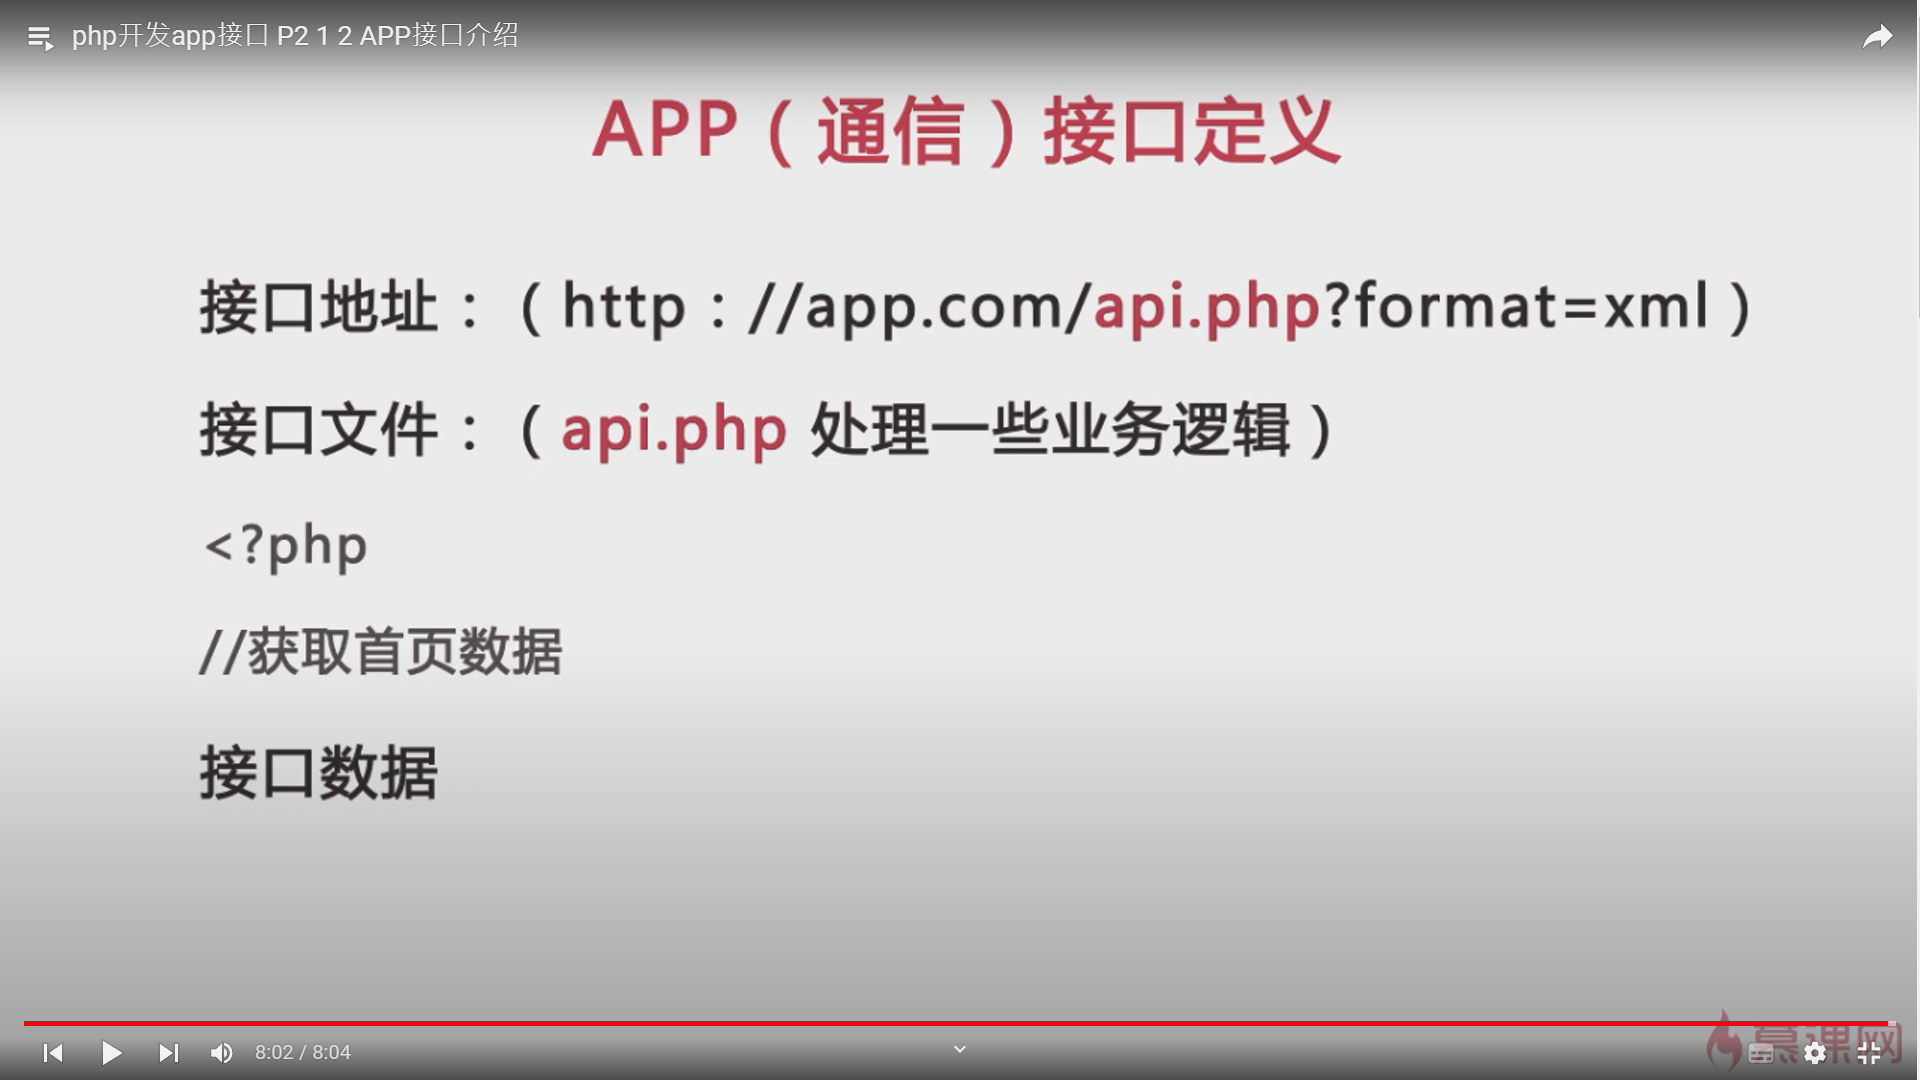 php开发app接口 P2 1 2 APP接口介绍
APP（通信）接口定义
接口地址：（http：//app.com/api.php?format=xml）
接口文件：（api.php 处理一些业务逻辑）
<?php
//获取首页数据
接口数据
8:02 / 8:04
慕课网